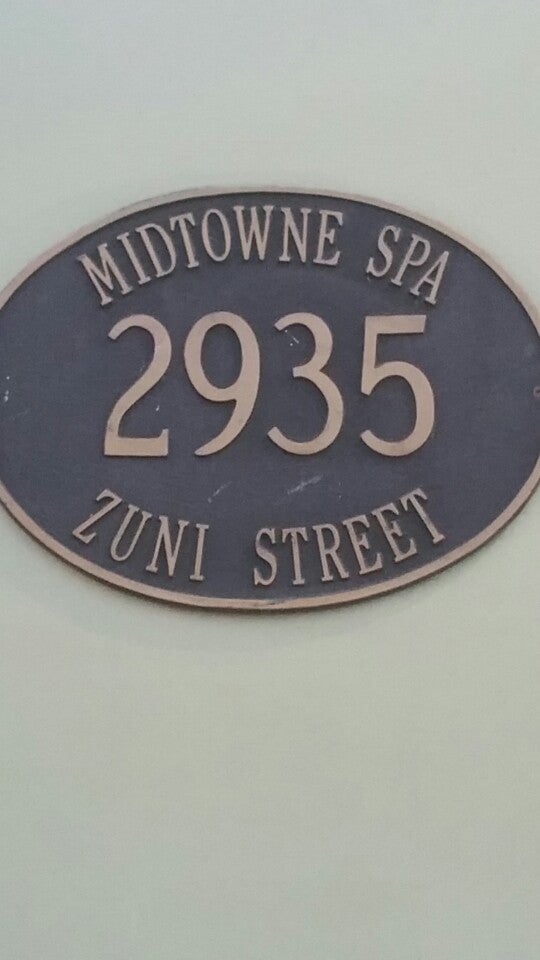 MIDTOWNE SPA
2935
ZUNI STREET